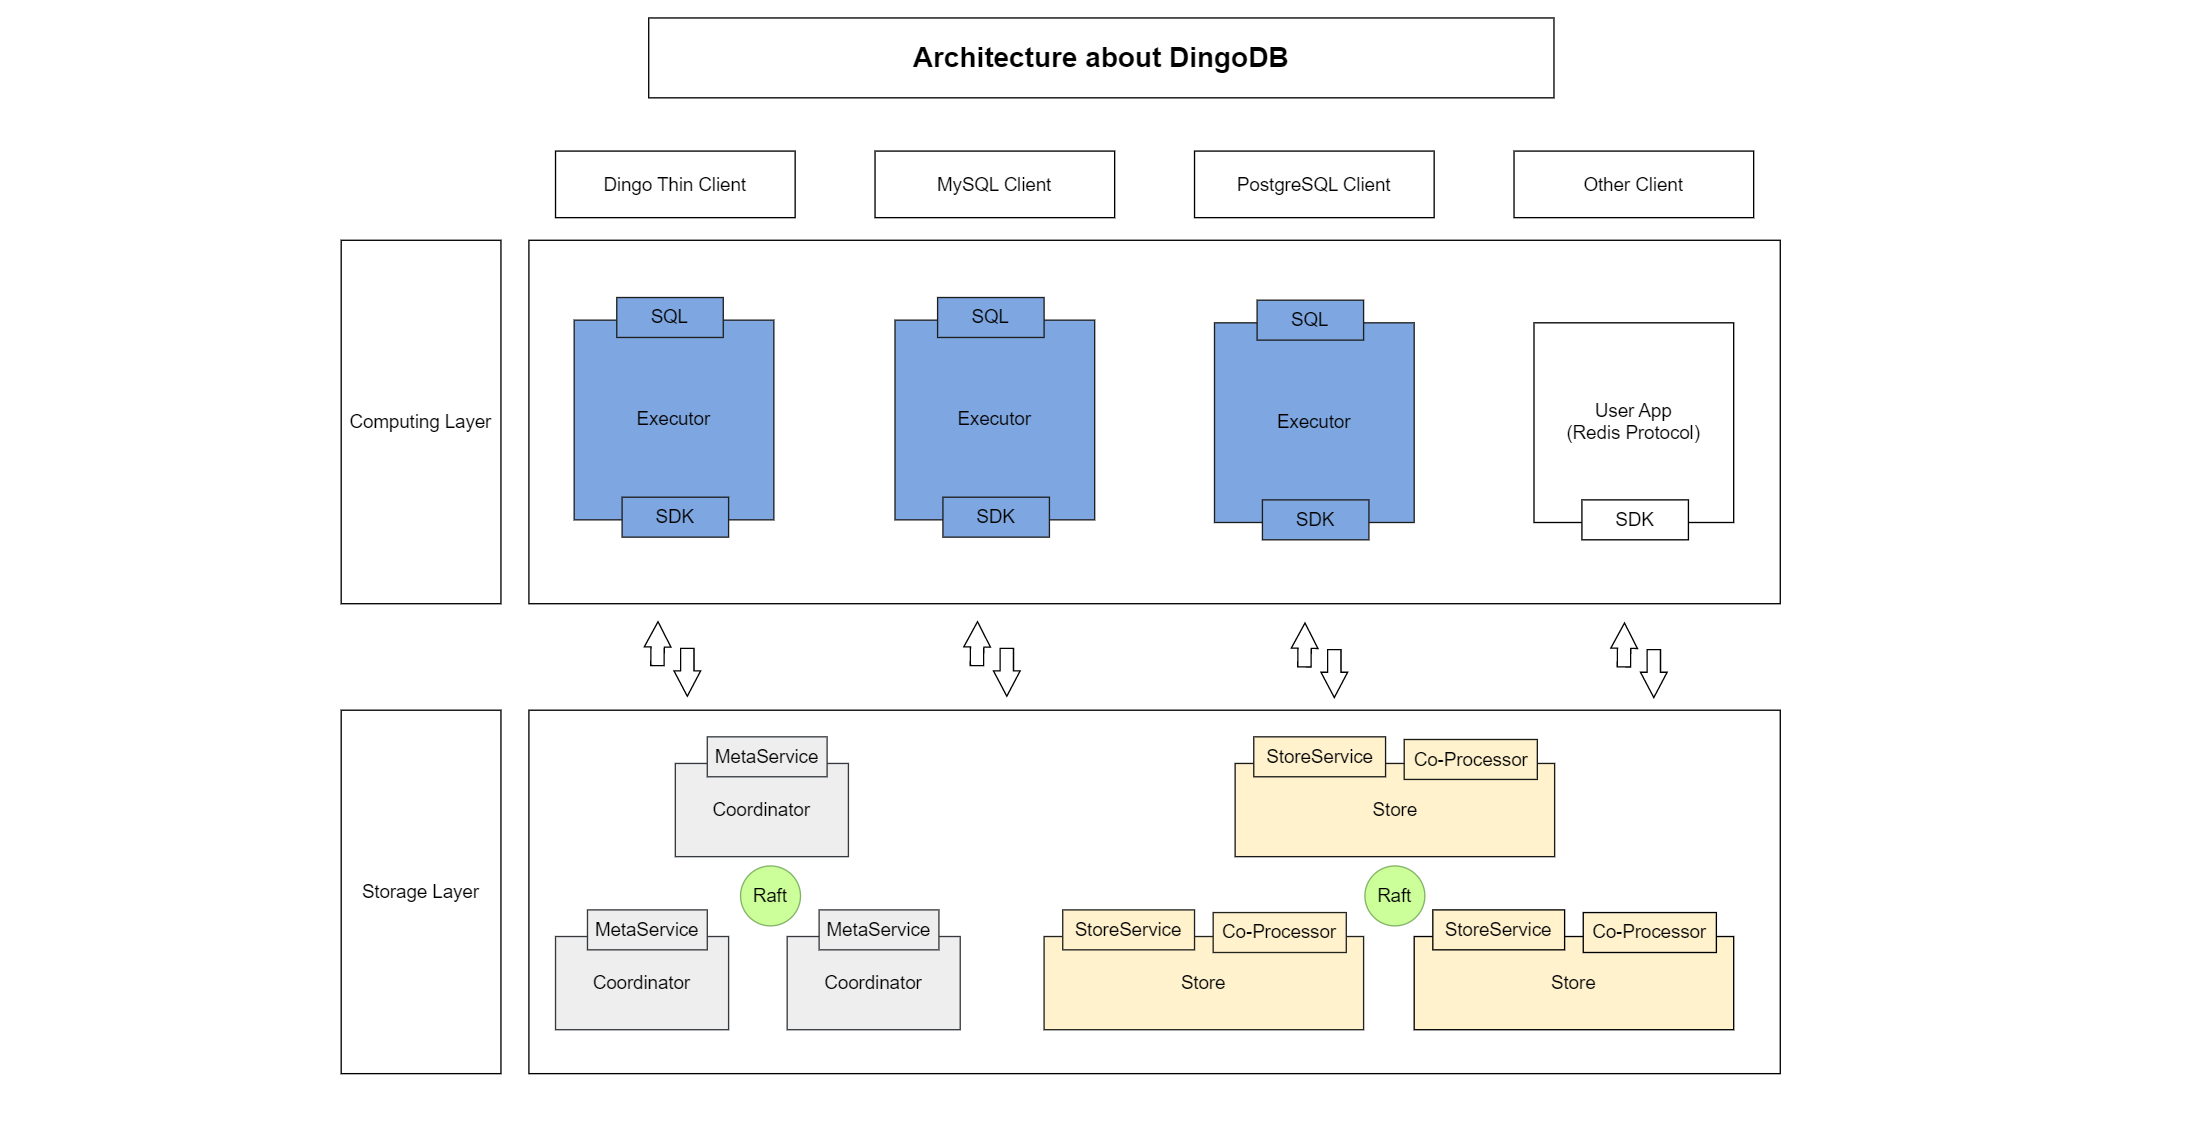 Architecture about DingoDB
Dingo Thin Client
MySQL Client
PostgreSQL Client
Other Client
Computing Layer
SQL
Executor
SDK
SQL
Executor
SDK
SQL
Executor
SDK
User App
(Redis Protocol)
SDK
Storage Layer
MetaService
Coordinator
Raft
MetaService
Coordinator
MetaService
Coordinator
StoreService
Co-Processor
Store
Raft
StoreService
Co-Processor
Store
StoreService
Co-Processor
Store